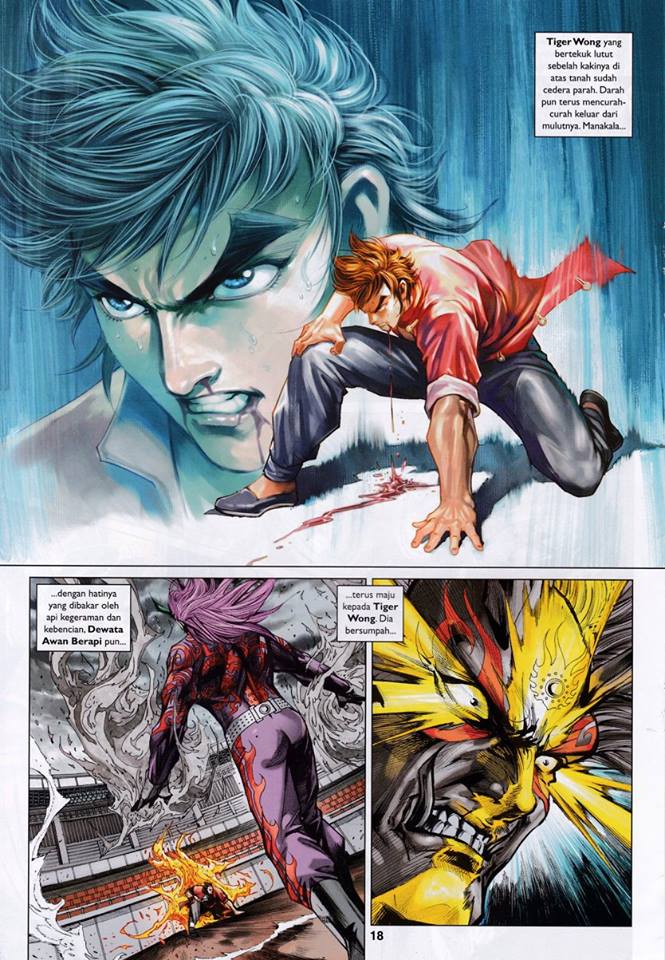 Tiger Wong yang
bertekuk lutut
sebelah kakinya di
atas tanah sudah
cedera parah. Darah
pun terus mencurah-
curah keluar dari
mulutnya. Manakala...
...dengan hatinya
yang dibakar oleh
api kegeraman dan
kebencian, Dewata
Awan Berapi pun...
...terus maju
kepada Tiger
Wong. Dia
bersumpah...
18